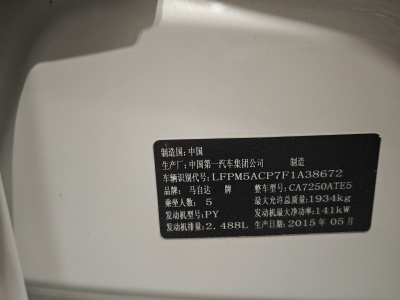 制造国:中国
生产厂:中国第一汽车集团公司 制造
车辆识别代号:LFPM5ACP7F1A38672
品牌:马自达 牌 整车型号:CA7250ATE5
乘坐人数:5 最大允许总质量:1934kg
发动机型号:PY 发动机最大净功率:141kW
发动机排量:2.488L 生产日期:2015年05月